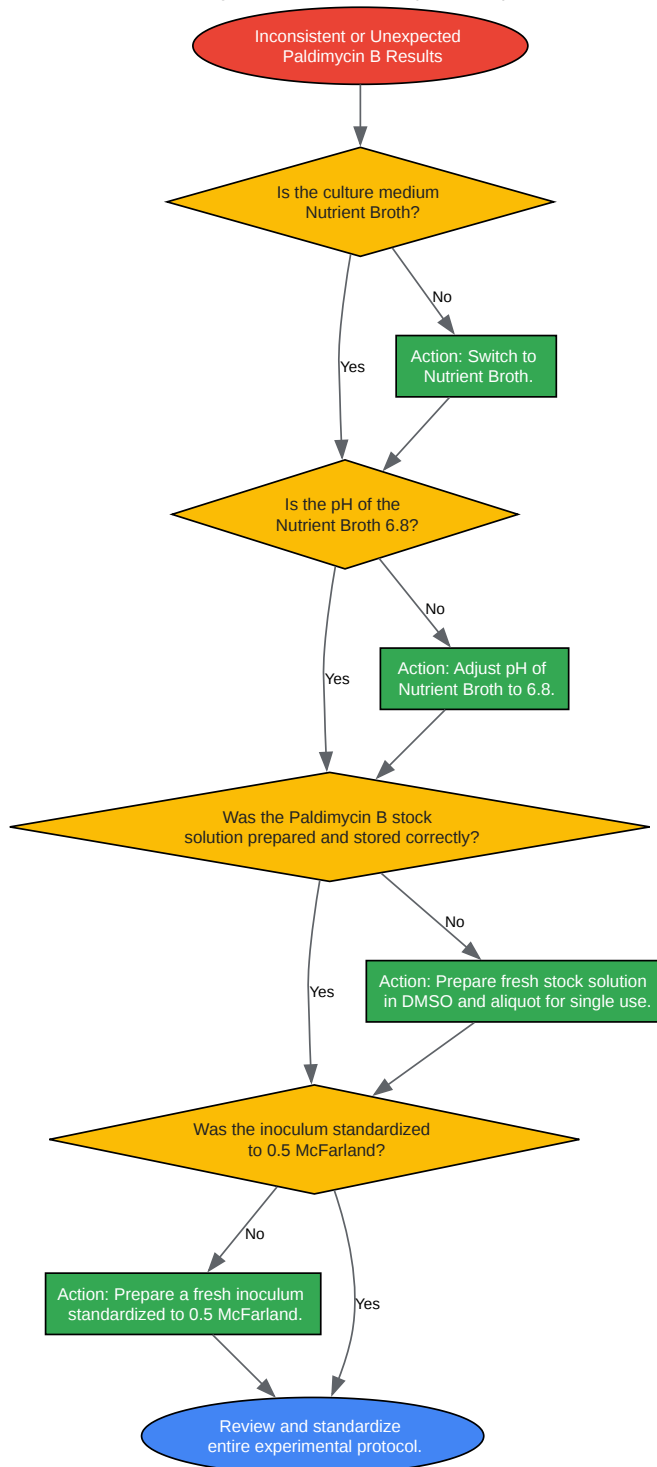 Inconsistent or Unexpected
Paldimycin B Results
Is the culture medium
Nutrient Broth?
No
Yes
Action: Switch to
Nutrient Broth.
Is the pH of the
Nutrient Broth 6.8?
No
Yes
Action: Adjust pH of
Nutrient Broth to 6.8.
Was the Paldimycin B stock
solution prepared and stored correctly?
No
Yes
Action: Prepare fresh stock solution
in DMSO and aliquot for single use.
Was the inoculum standardized
to 0.5 McFarland?
No
Yes
Action: Prepare a fresh inoculum
standardized to 0.5 McFarland.
Review and standardize
entire experimental protocol.